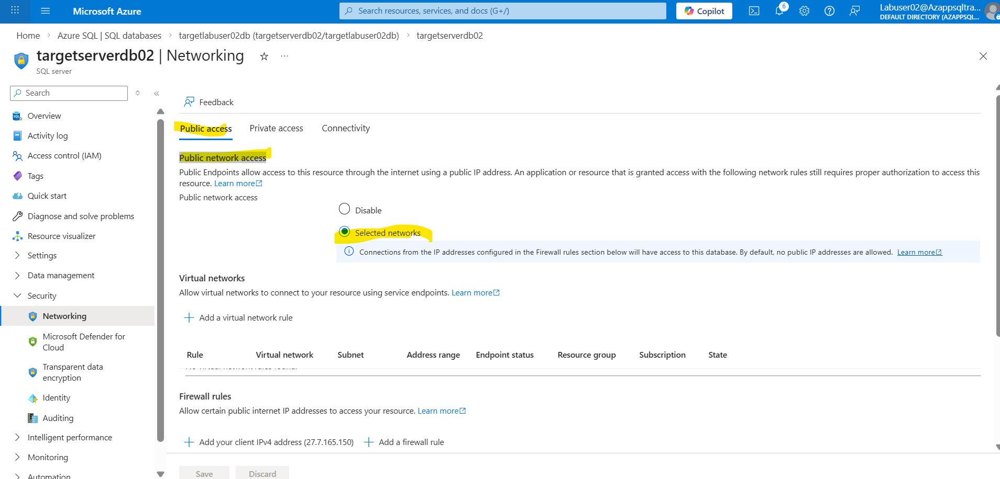 Microsoft Azure
Search resources, services, and docs (G+/)
Copilot
6
Labuser02@Azappsqltra...
DEFAULT DIRECTORY (AZAPPSQL...
Home > Azure SQL | SQL databases > targetlabuser02db (targetserverdb02/targetlabuser02db) > targetserverdb02
targetserverdb02 | Networking
SQL server
Search
Overview
Activity log
Access control (IAM)
Tags
Quick start
Diagnose and solve problems
Resource visualizer
Settings
Data management
Security
Networking
Microsoft Defender for
Cloud
Transparent data
encryption
Identity
Auditing
Intelligent performance
Monitoring
Automation
Feedback
Public access Private access Connectivity
Public network access
Public Endpoints allow access to this resource through the internet using a public IP address. An application or resource that is granted access with the following network rules still requires proper authorization to access this
resource. Learn more
Public network access
Disable
Selected networks
Connections from the IP addresses configured in the Firewall rules section below will have access to this database. By default, no public IP addresses are allowed. Learn more
Virtual networks
Allow virtual networks to connect to your resource using service endpoints. Learn more
+ Add a virtual network rule
Rule Virtual network Subnet Address range Endpoint status Resource group Subscription State
No virtual network rules found.
Firewall rules
Allow certain public internet IP addresses to access your resource. Learn more
+ Add your client IPv4 address (27.7.165.150) + Add a firewall rule
Save Discard